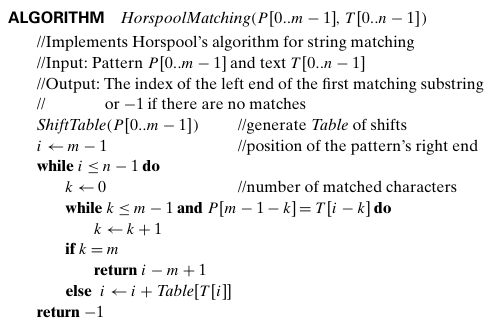 ALGORITHM HorspoolMatching(P[0..m − 1], T[0..n − 1])
//Implements Horspool's algorithm for string matching
//Input: Pattern P[0..m − 1] and text T[0..n − 1]
//Output: The index of the left end of the first matching substring
// or −1 if there are no matches
ShiftTable(P[0..m − 1]) //generate Table of shifts
i ← m − 1 //position of the pattern's right end
while i ≤ n − 1 do
k ← 0 //number of matched characters
while k ≤ m − 1 and P[m − 1 − k] = T[i − k] do
k ← k + 1
if k = m
return i − m + 1
else i ← i + Table[T[i]]
return −1